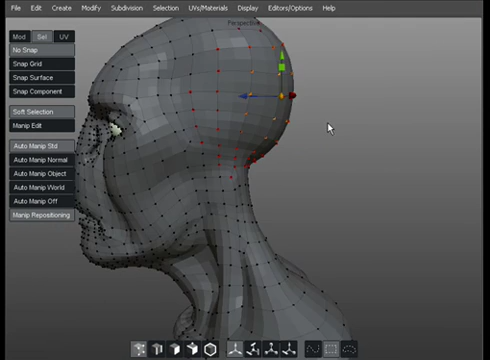 File Edit Create Modify Subdivision Selection UVs/Materials Display Editors/Options Help
Perspective
Mod Sel UV
No Snap
Snap Grid
Snap Surface
Snap Component
Soft Selection
Manip Edit
Auto Manip Std
Auto Manip Normal
Auto Manip Object
Auto Manip World
Auto Manip Off
Manip Repositioning